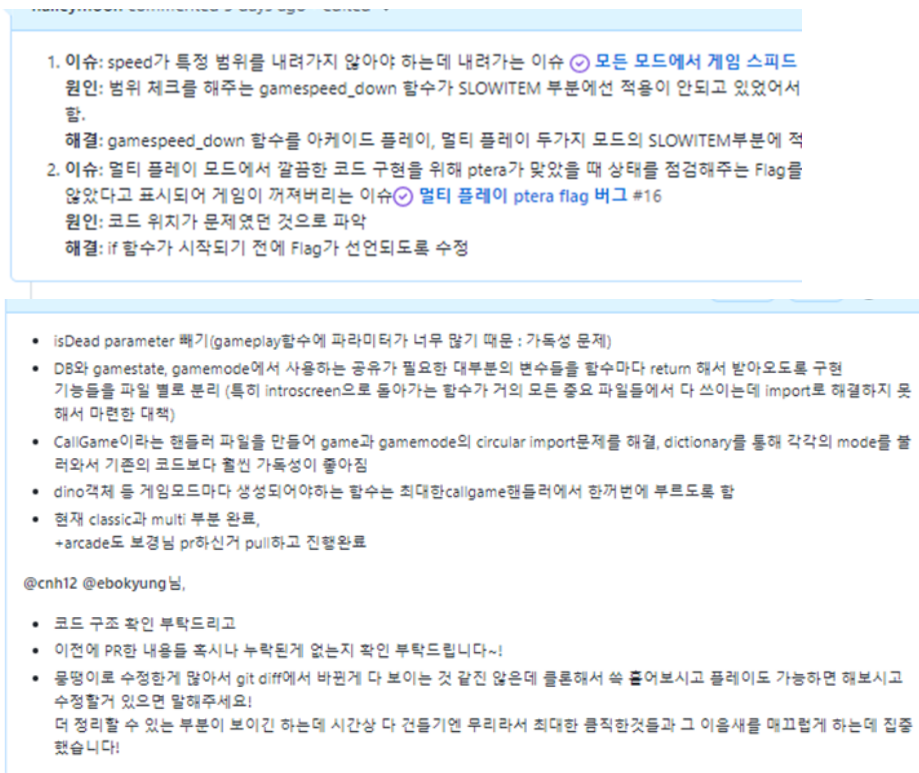 commented 3 days ago · edited
1. 이슈: speed가 특정 범위를 내려가지 않아야 하는데 내려가는 이슈 모든 모드에서 게임 스피드
원인: 범위 체크를 해주는 gamespeed_down 함수가 SLOWITEM 부분에선 적용이 안되고 있었어서
함.
해결: gamespeed_down 함수를 아케이드 플레이, 멀티 플레이 두가지 모드의 SLOWITEM부분에 적
2. 이슈: 멀티 플레이 모드에서 깔끔한 코드 구현을 위해 ptera가 맞았을 때 상태를 점검해주는 Flag를
않았다고 표시되어 게임이 꺼져버리는 이슈 멀티 플레이 ptera flag 버그 #16
원인: 코드 위치가 문제였던 것으로 파악
해결: if 함수가 시작되기 전에 Flag가 선언되도록 수정
• isDead parameter 빼기(gameplay함수에 파라미터가 너무 많기 때문 : 가독성 문제)
• DB와 gamestate, gamemode에서 사용하는 공유가 필요한 대부분의 변수들을 함수마다 return 해서 받아오도록 구현
기능들을 파일 별로 분리 (특히 introscreen으로 돌아가는 함수가 거의 모든 중요 파일들에서 다 쓰이는데 import로 해결하지 못
해서 마련한 대책)
• CallGame이라는 핸들러 파일을 만들어 game과 gamemode의 circular import문제를 해결, dictionary를 통해 각각의 mode를 불
러와서 기존의 코드보다 훨씬 가독성이 좋아짐
• dino객체 등 게임모드마다 생성되어야하는 함수는 최대한callgame핸들러에서 한꺼번에 부르도록 함
• 현재 classic과 multi 부분 완료,
+arcade도 보경님 pr하신거 pull하고 진행완료
@cnh12 @ebokyung님,
• 코드 구조 확인 부탁드리고
• 이전에 PR한 내용들 혹시나 누락된게 없는지 확인 부탁드립니다~!
• 뭉땡이로 수정한게 많아서 git diff에서 바뀐게 다 보이는 것 같진 않은데 클론해서 쓱 훑어보시고 플레이도 가능하면 해보시고
수정할거 있으면 말해주세요!
더 정리할 수 있는 부분이 보이긴 하는데 시간상 다 건들기엔 무리라서 최대한 큼직한것들과 그 이음새를 매끄럽게 하는데 집중
했습니다!